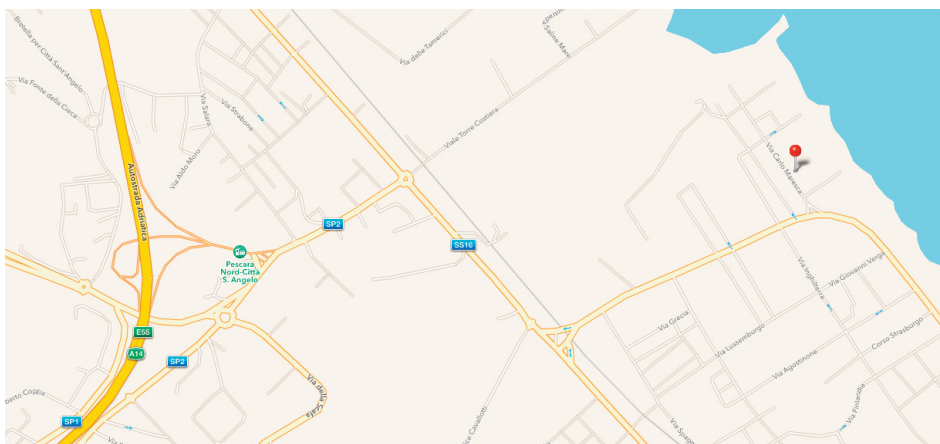 Bretella per Città Sant'Angelo
Via Fonte della Cieca
Via Strabone
Via Salara
Via Aldo Moro
Autostrada Adriatica
Via delle Tamerici
Saline Mare
Viale Torre Costiera
SP2
SS16
Pescara
Nord-Città
S. Angelo
Via Carlo Maresca
Via Inghilterra
Via Giovanni Verga
Via Grecia
Via Lussemburgo
Corso Strasburgo
Via Agostinone
Via Finlandia
E55
A14
SP2
Via della Scafa
SP1